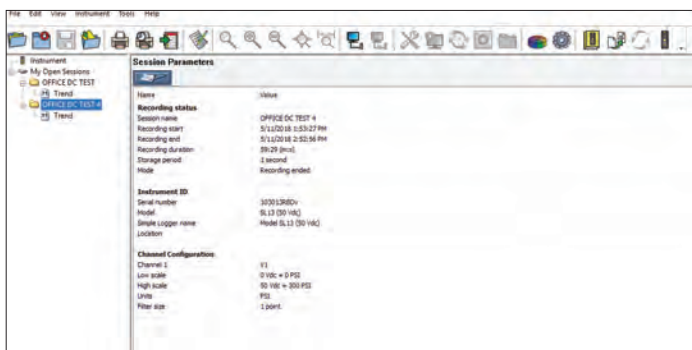 File Edit View Instrument Tools Help
Instrument
My Open Sessions
OFFICE DC TEST
Trend
OFFICE DC TEST 4
Trend
Session Parameters
Name Value
Recording status
Session name OFFICE DC TEST 4
Recording start 5/11/2018 1:53:27 PM
Recording end 5/11/2018 2:52:56 PM
Recording duration 59:29 (m:s)
Storage period 1 second
Mode Recording ended
Instrument ID
Serial number
Model SL13 (50 Vdc)
Simple Logger name Model SL13 (50 Vdc)
Location
Channel Configuration
Channel 1 V1
Low scale 0 Vdc = 0 PSI
High scale 50 Vdc = 300 PSI
Units PSI
Filter size 1 point